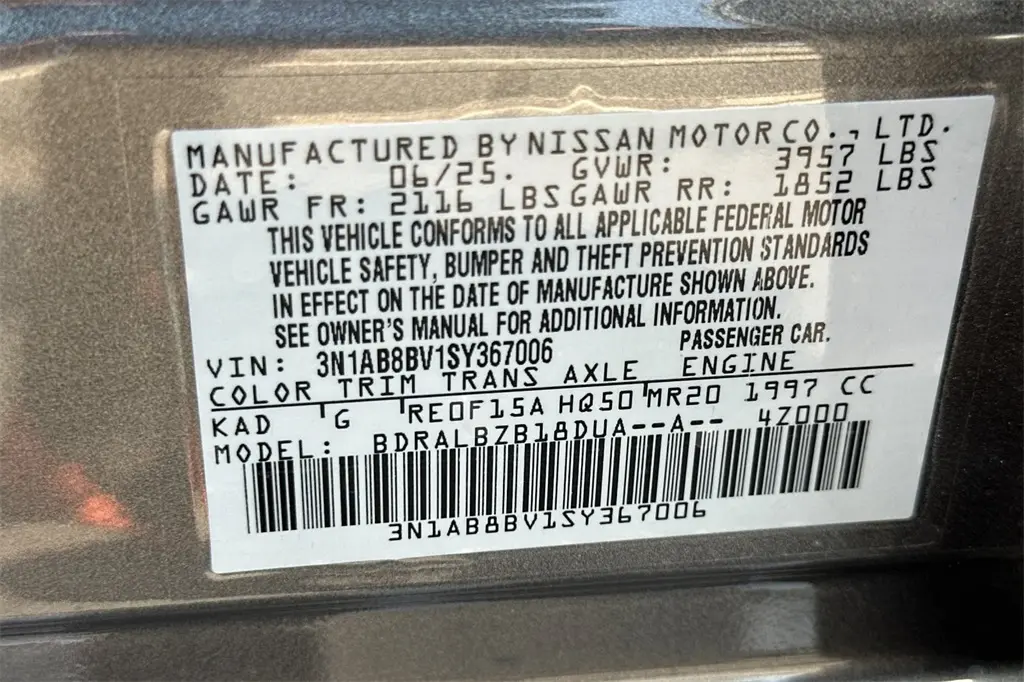 MANUFACTURED BY NISSAN MOTOR CO., LTD.
DATE: 06/25. GVWR: 3957 LBS
GAWR FR: 2116 LBS GAWR RR: 1852 LBS
THIS VEHICLE CONFORMS TO ALL APPLICABLE FEDERAL MOTOR
VEHICLE SAFETY, BUMPER AND THEFT PREVENTION STANDARDS
IN EFFECT ON THE DATE OF MANUFACTURE SHOWN ABOVE.
SEE OWNER'S MANUAL FOR ADDITIONAL INFORMATION.
VIN: 3N1AB8BV1SY367006 PASSENGER CAR.
COLOR TRIM TRANS AXLE ENGINE
KAD G RE0F15A HQ50 MR20 1997 CC
MODEL: BDRALBZB18DUA--A-- 4Z000
3N1AB8BV1SY367006